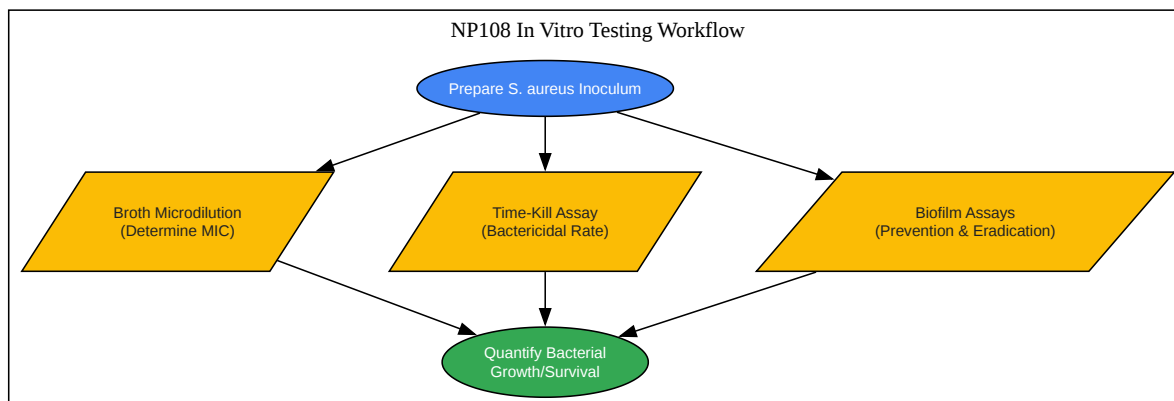 NP108 In Vitro Testing Workflow
Prepare S. aureus Inoculum
Broth Microdilution
(Determine MIC)
Time-Kill Assay
(Bactericidal Rate)
Biofilm Assays
(Prevention & Eradication)
Quantify Bacterial
Growth/Survival